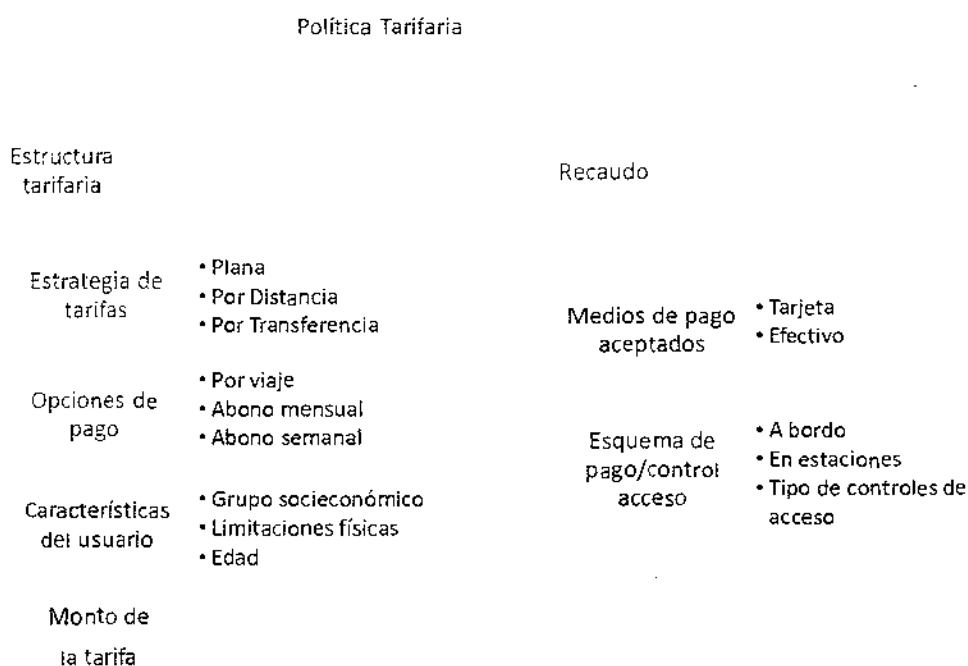 Política Tarifaria
Estructura
tarifaria
Estrategia de
tarifas
• Plana
• Por Distancia
• Por Transferencia
Opciones de
pago
• Por viaje
• Abono mensual
• Abono semanal
Características
del usuario
• Grupo socieconómico
• Limitaciones físicas
• Edad
Monto de
la tarifa
Recaudo
Medios de pago
aceptados
• Tarjeta
• Efectivo
Esquema de
pago/control
acceso
• A bordo
• En estaciones
• Tipo de controles de
acceso